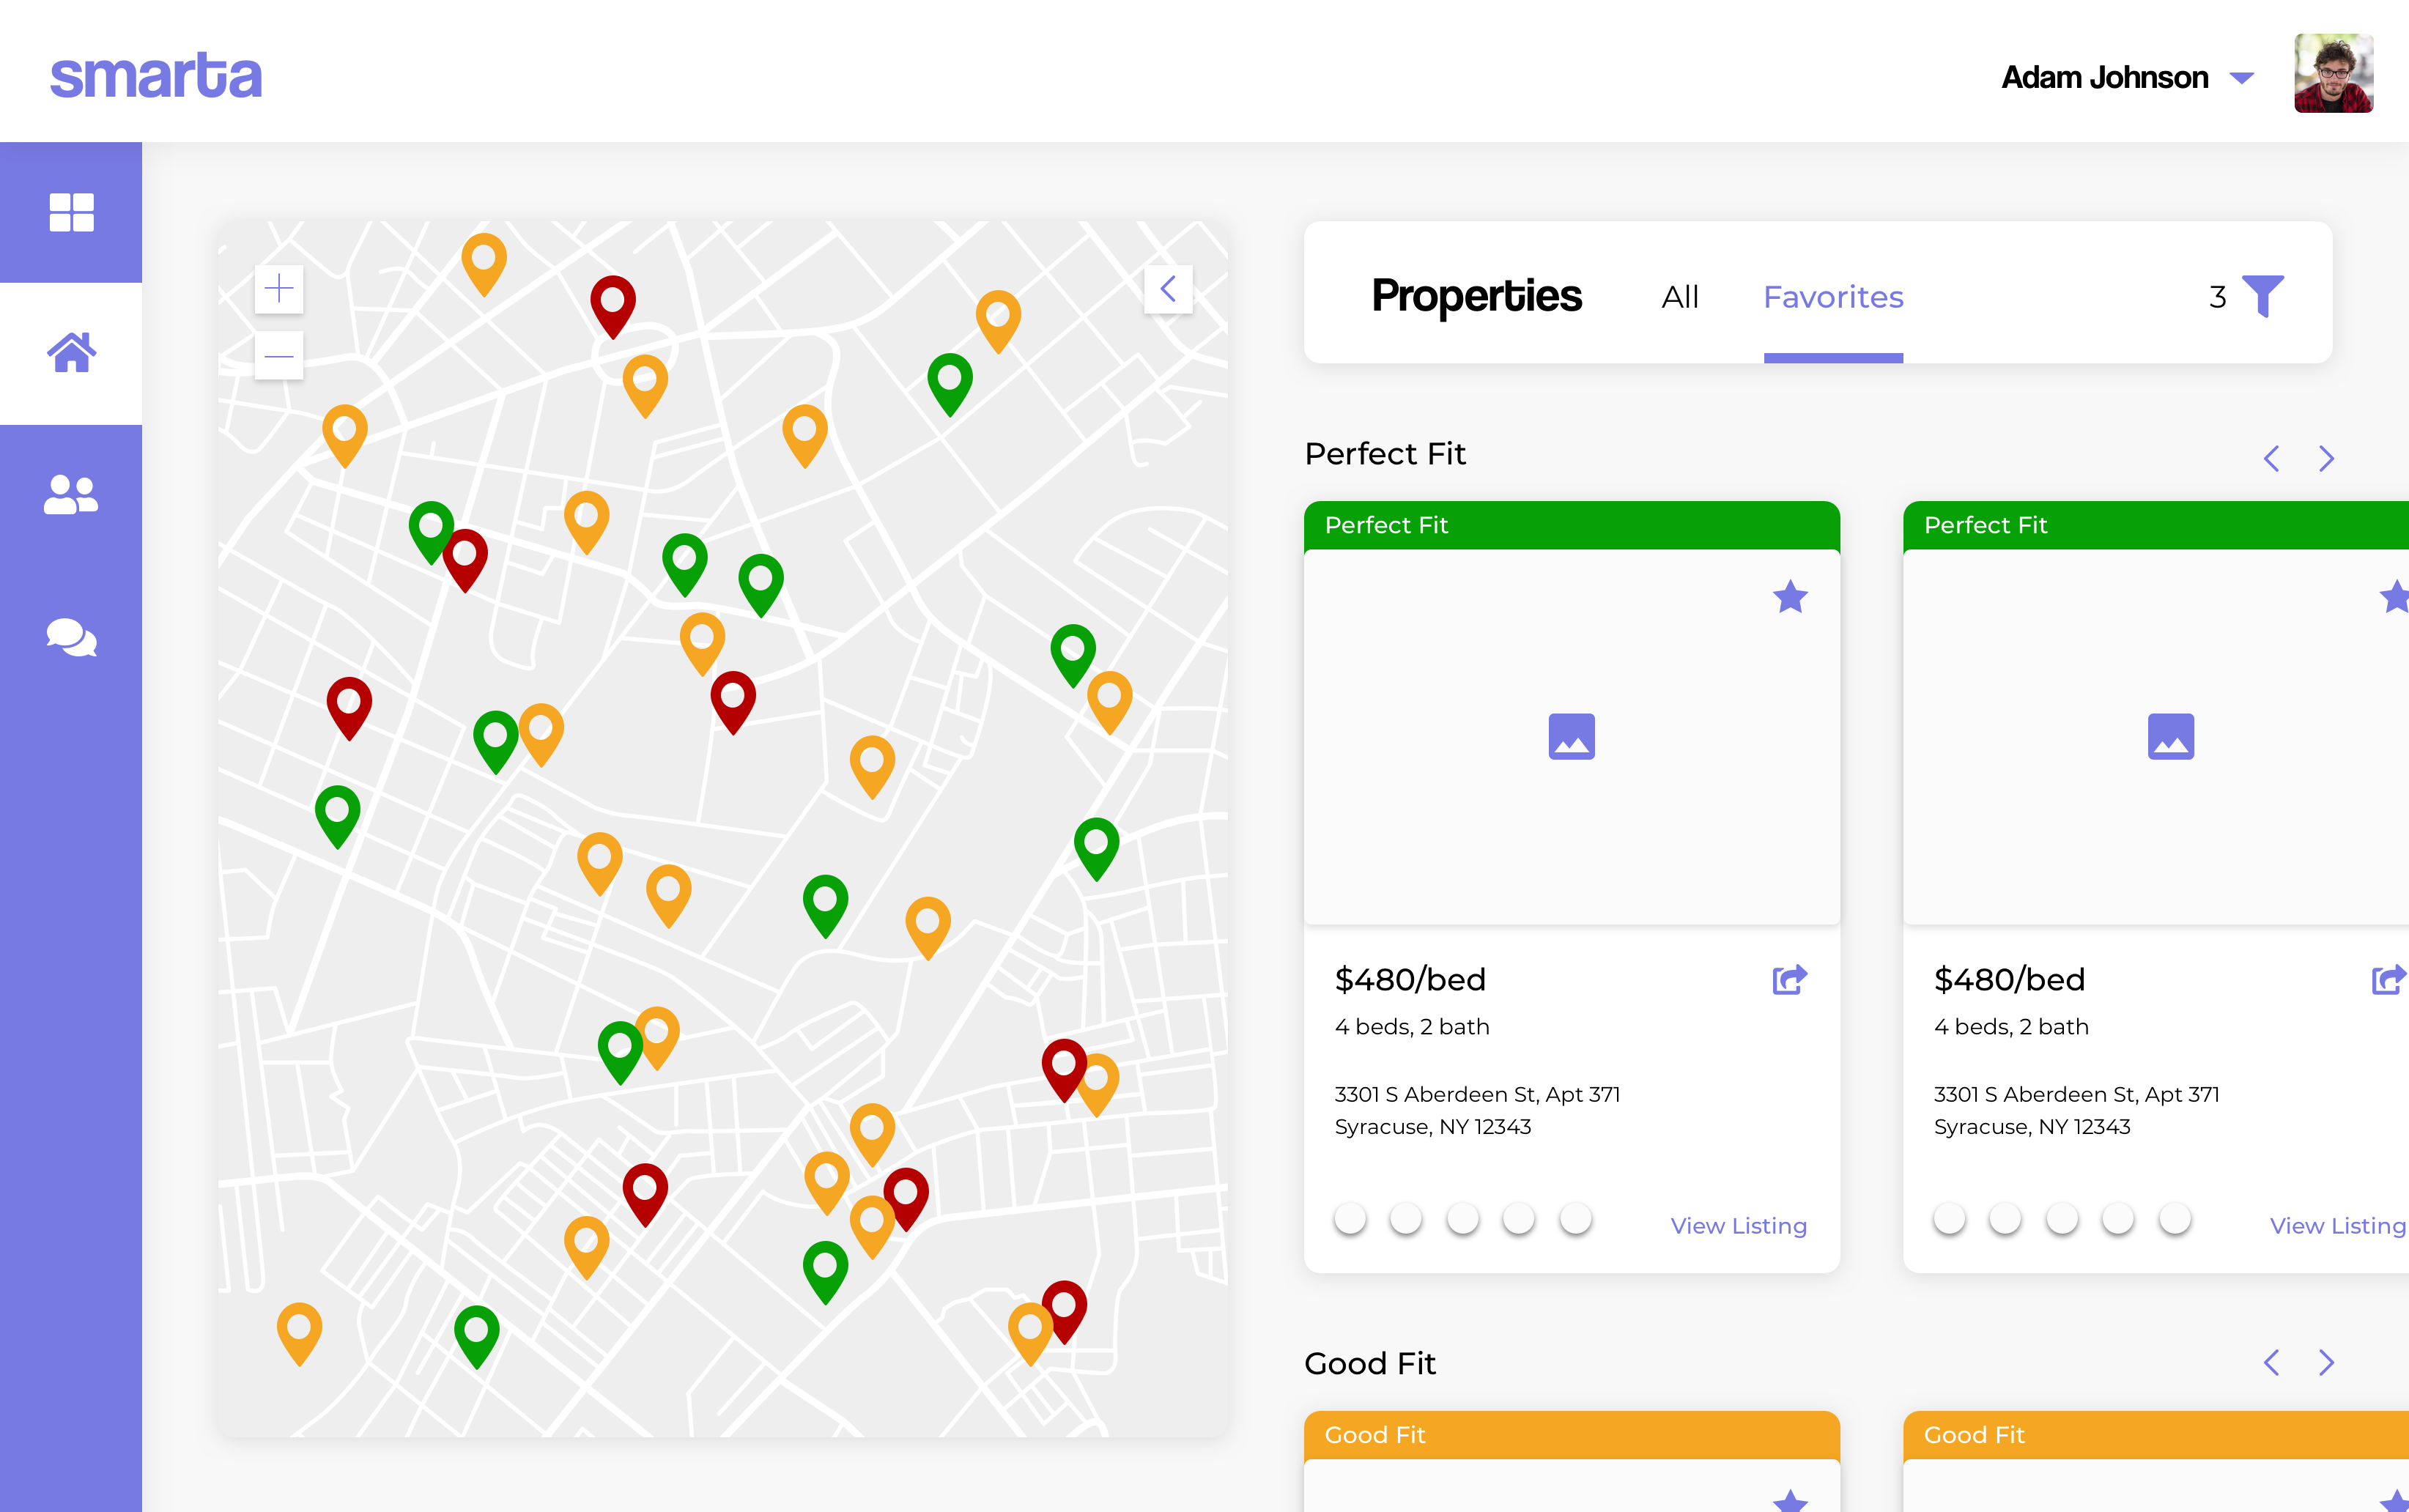 smarta
Adam Johnson
Properties All Favorites 3
Perfect Fit
Perfect Fit
$480/bed
4 beds, 2 bath
3301 S Aberdeen St, Apt 371
Syracuse, NY 12343
View Listing
Perfect Fit
$480/bed
4 beds, 2 bath
3301 S Aberdeen St, Apt 371
Syracuse, NY 12343
View Listing
Good Fit
Good Fit
Good Fit